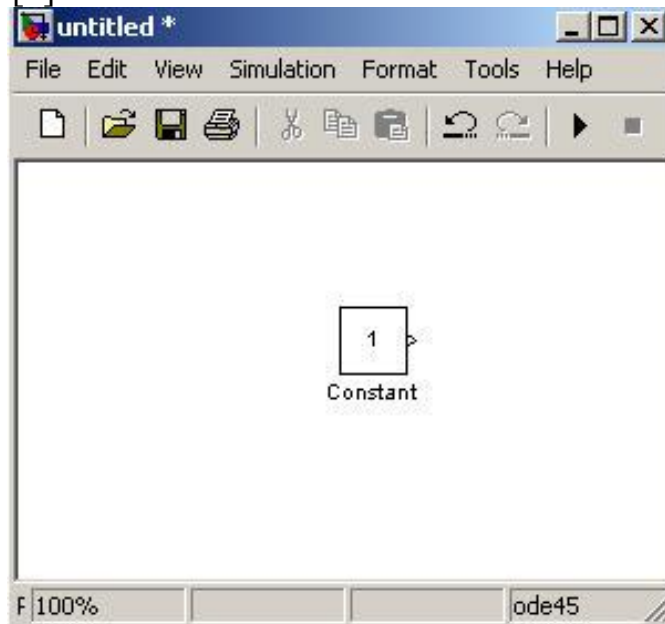 untitled *
File Edit View Simulation Format Tools Help
1
Constant
F 100% ode45